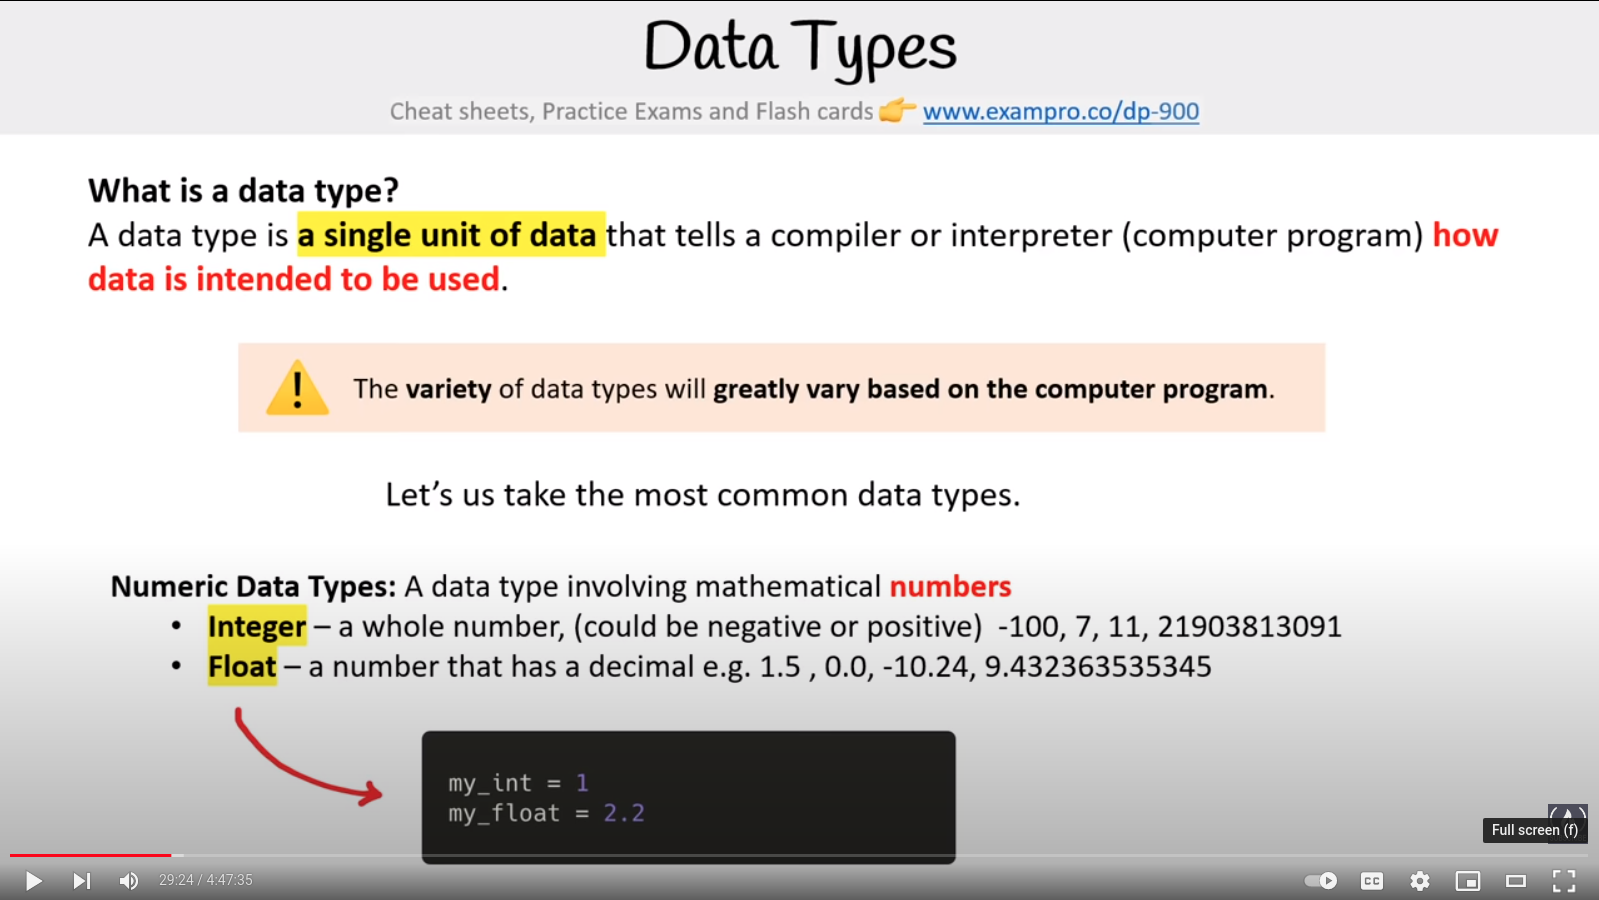 Data Types
Cheat sheets, Practice Exams and Flash cards 👉 www.exampro.co/dp-900
What is a data type?
A data type is a single unit of data that tells a compiler or interpreter (computer program) how
data is intended to be used.
The variety of data types will greatly vary based on the computer program.
Let’s us take the most common data types.
Numeric Data Types: A data type involving mathematical numbers
• Integer – a whole number, (could be negative or positive) -100, 7, 11, 21903813091
• Float – a number that has a decimal e.g. 1.5 , 0.0, -10.24, 9.432363535345
my_int = 1
my_float = 2.2
Full screen (f)
29:24 / 4:47:35
CC